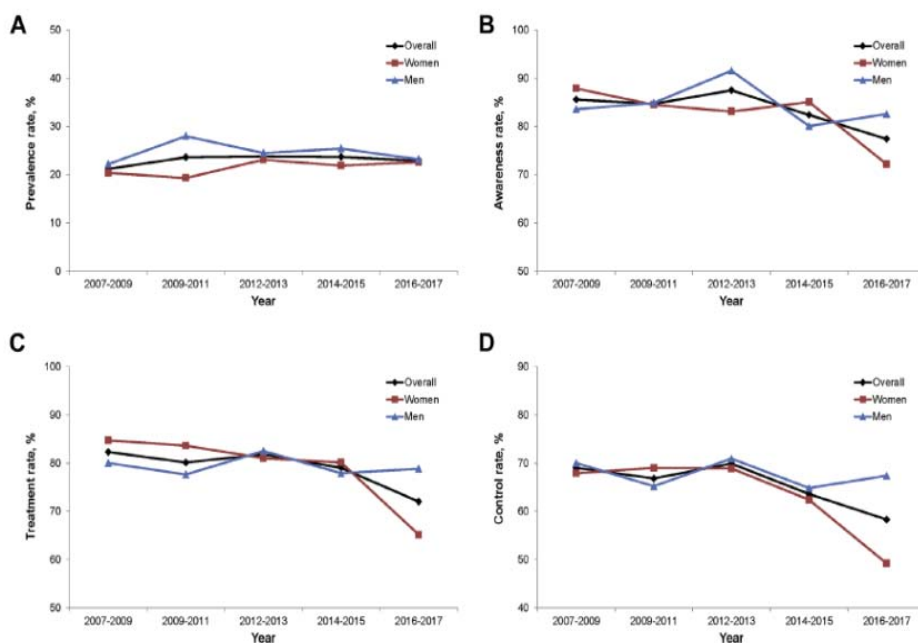 A
50
40
30
20
10
0
Prevalence rate, %
Overall
Women
Men
2007-2009 2009-2011 2012-2013 2014-2015 2016-2017
Year
B
100
90
80
70
60
50
Awareness rate, %
Overall
Women
Men
2007-2009 2009-2011 2012-2013 2014-2015 2016-2017
Year
C
100
90
80
70
60
50
Treatment rate, %
Overall
Women
Men
2007-2009 2009-2011 2012-2013 2014-2015 2016-2017
Year
D
90
80
70
60
50
40
Control rate, %
Overall
Women
Men
2007-2009 2009-2011 2012-2013 2014-2015 2016-2017
Year